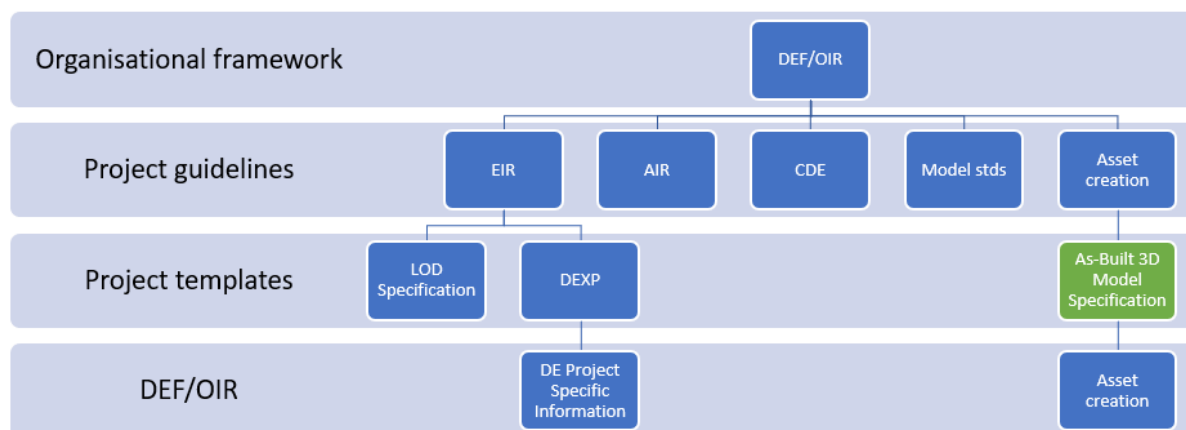 Organisational framework
DEF/OIR
Project guidelines
EIR
AIR
CDE
Model stds
Asset
creation
Project templates
LOD
Specification
DEXP
As-Built 3D
Model
Specification
DEF/OIR
DE Project
Specific
Information
Asset
creation